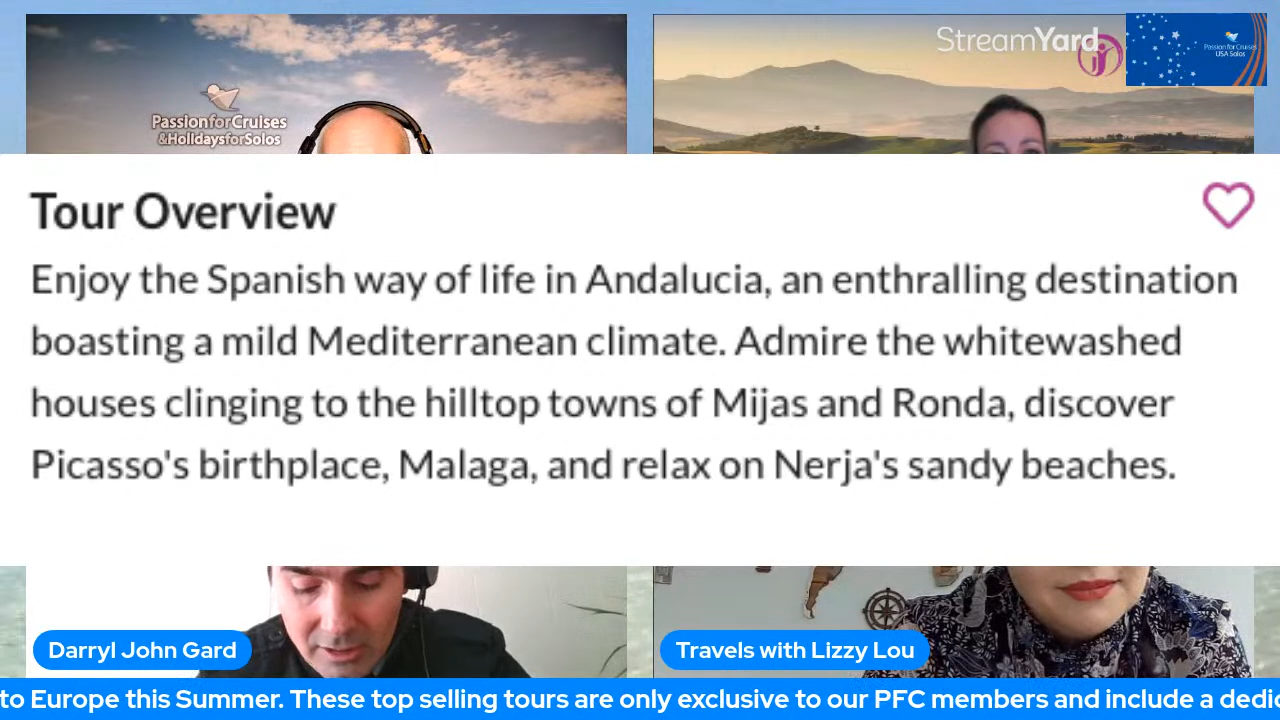 StreamYard
PassionforCruises
&HolidaysforSolos
Passion for Cruises
USA Solos
Tour Overview
Enjoy the Spanish way of life in Andalucia, an enthralling destination
boasting a mild Mediterranean climate. Admire the whitewashed
houses clinging to the hilltop towns of Mijas and Ronda, discover
Picasso's birthplace, Malaga, and relax on Nerja's sandy beaches.
Darryl John Gard
Travels with Lizzy Lou
to Europe this Summer. These top selling tours are only exclusive to our PFC members and include a dedic